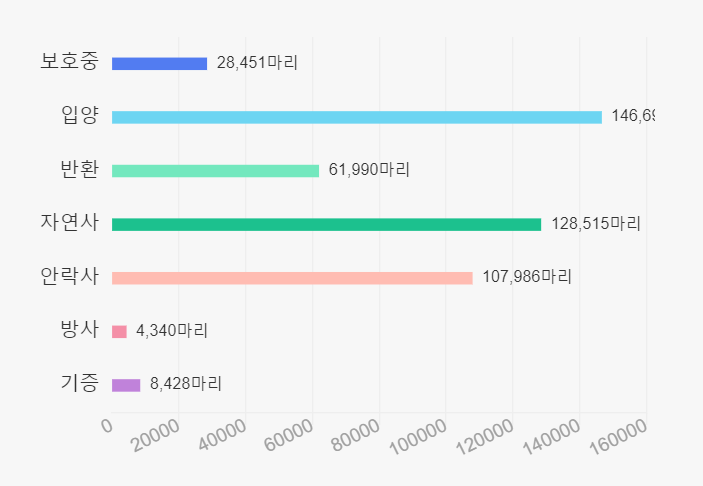 보호중 28,451마리
입양
반환 61,990마리
자연사 128,515마리
안락사 107,986마리
방사 4,340마리
기증 8,428마리
0 20000 40000 60000 80000 100000 120000 140000 160000